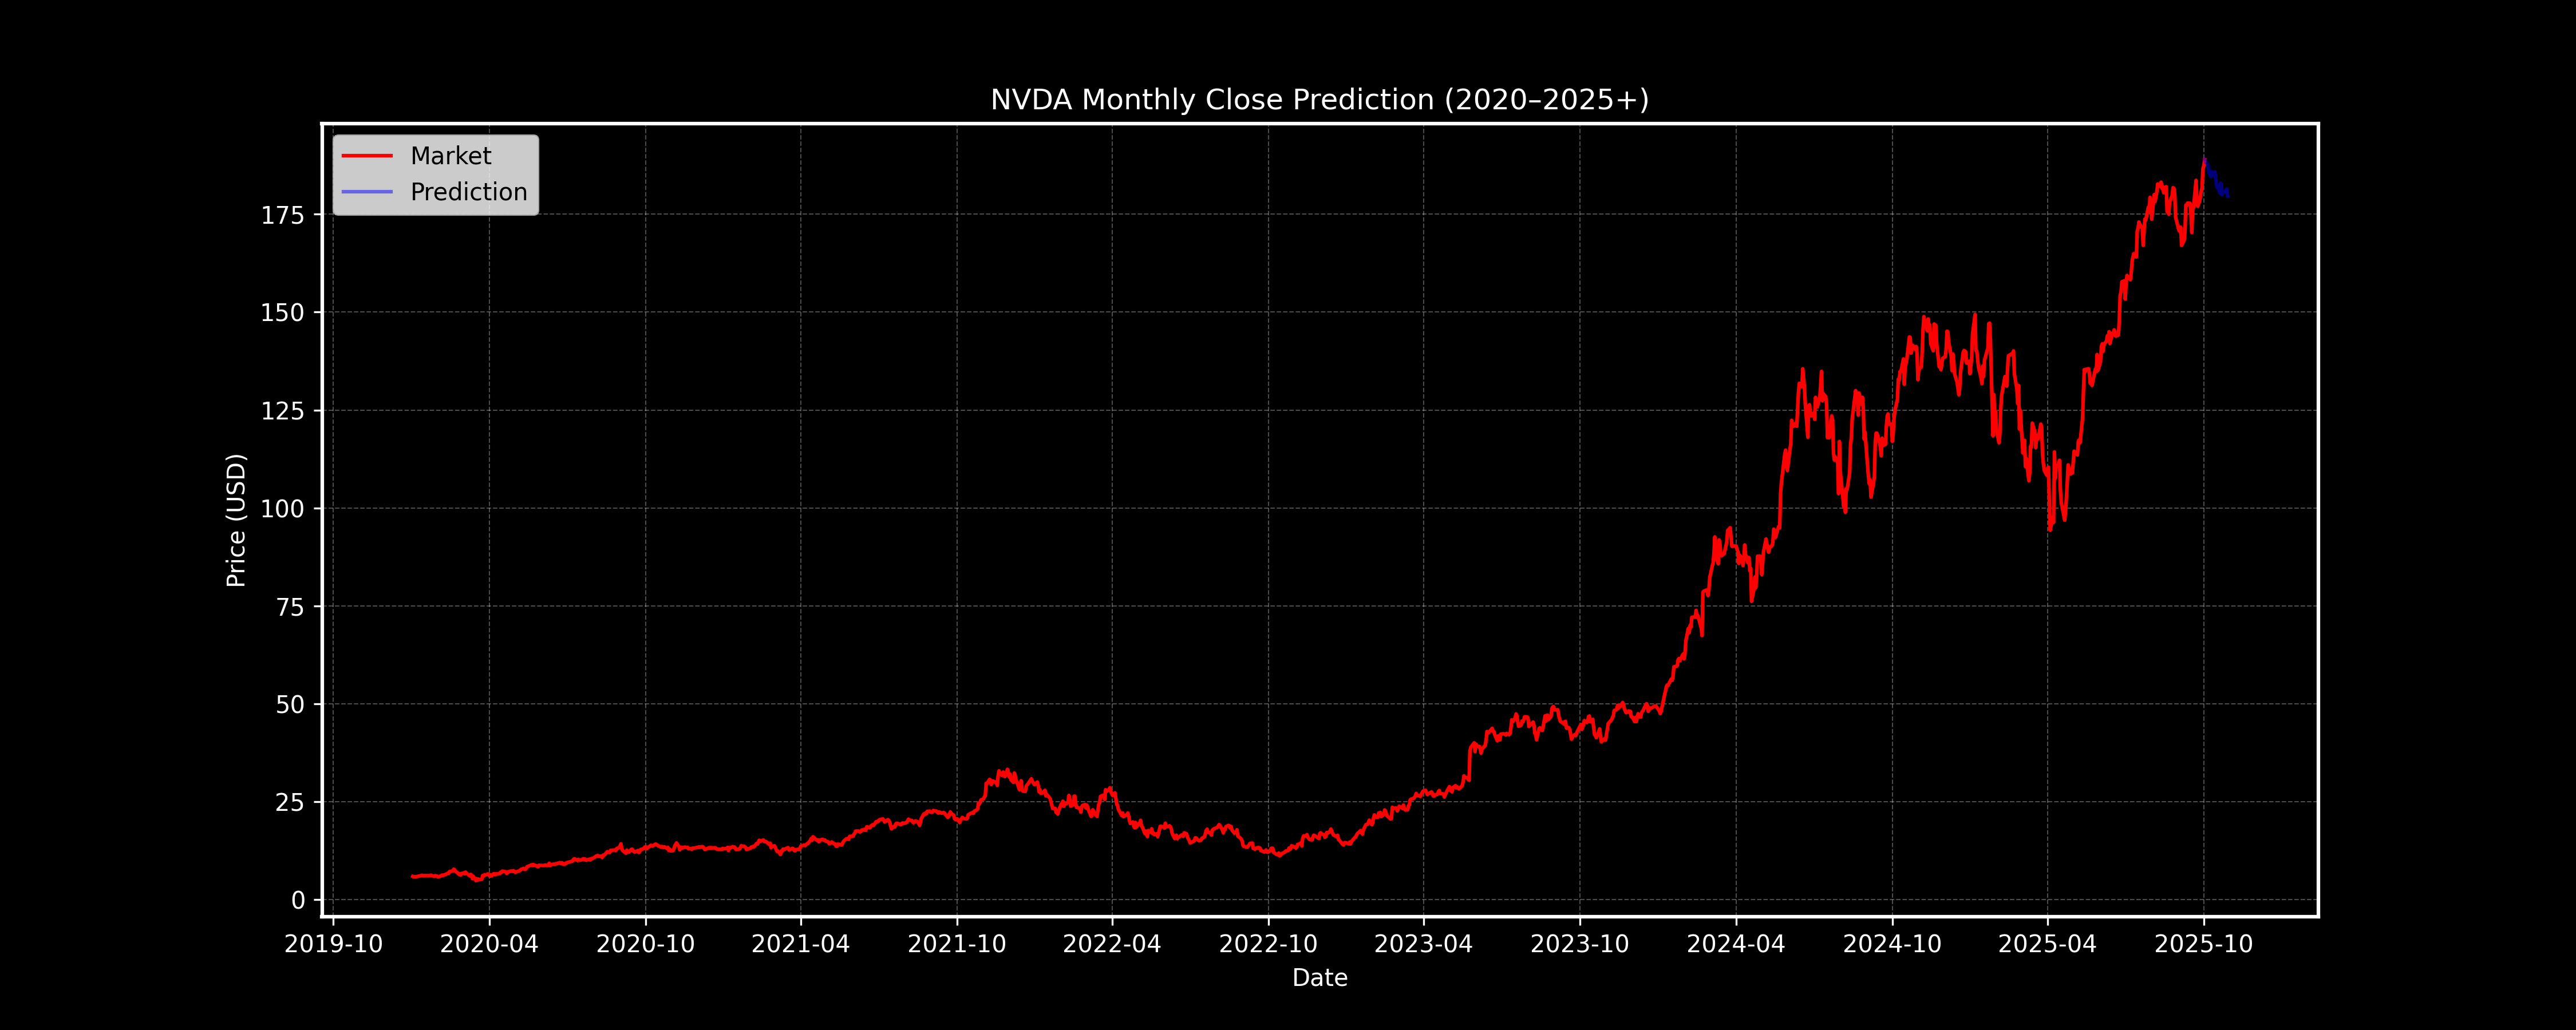 NVDA Monthly Close Prediction (2020–2025+)
Market
Prediction
175
150
125
100
75
50
25
0
Price (USD)
2019-10 2020-04 2020-10 2021-04 2021-10 2022-04 2022-10 2023-04 2023-10 2024-04 2024-10 2025-04 2025-10
Date